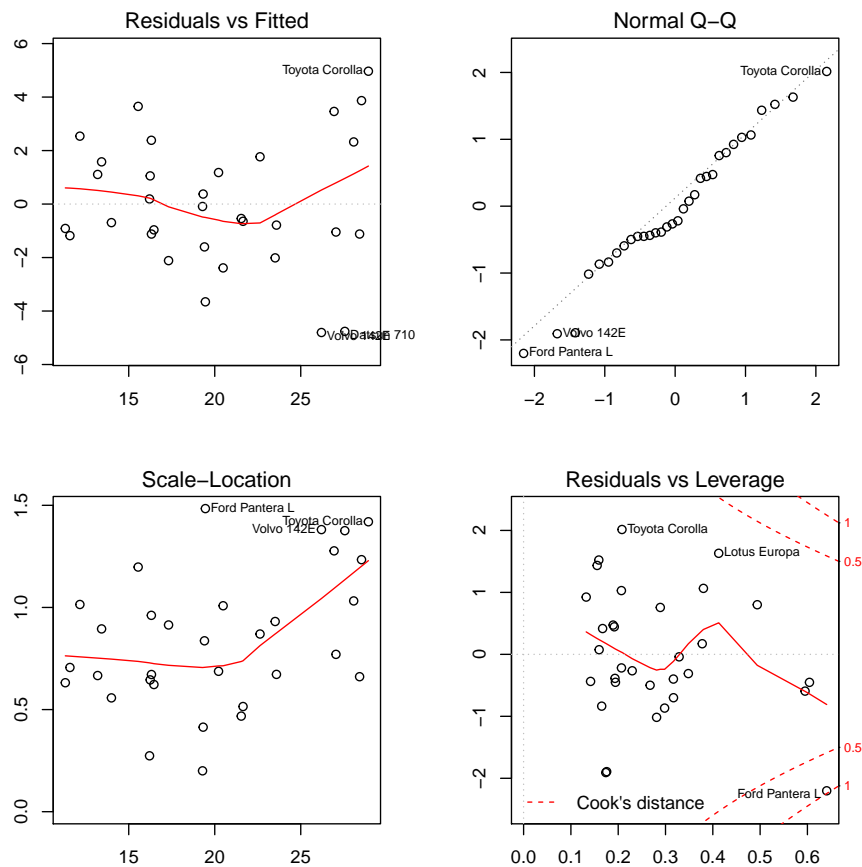 Residuals vs Fitted
6
4
2
0
−2
−4
−6
Toyota Corolla
Volvo 142E
Datsun 710
15 20 25
Normal Q−Q
2
1
0
−1
−2
Toyota Corolla
Volvo 142E
Ford Pantera L
−2 −1 0 1 2
Scale−Location
1.5
1.0
0.5
0.0
Ford Pantera L
Toyota Corolla
Volvo 142E
15 20 25
Residuals vs Leverage
2
1
0
−1
−2
Toyota Corolla
Lotus Europa
Ford Pantera L
Cook's distance
1
0.5
0.5
1
0.0 0.1 0.2 0.3 0.4 0.5 0.6